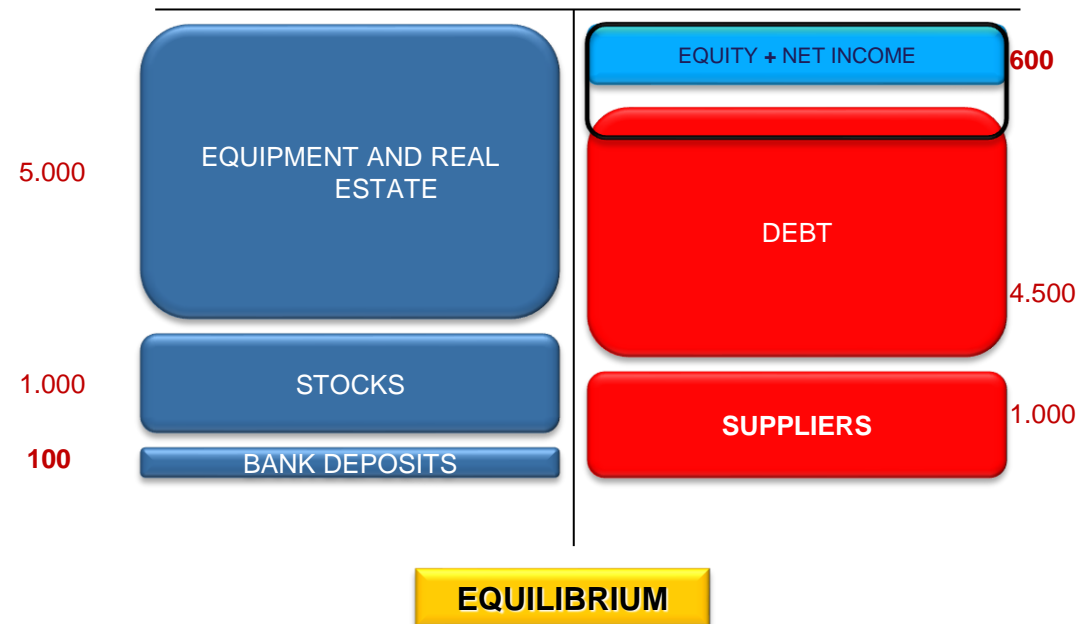 EQUITY + NET INCOME
600
5.000
EQUIPMENT AND REAL
ESTATE
DEBT
4.500
1.000
STOCKS
SUPPLIERS
1.000
100
BANK DEPOSITS
EQUILIBRIUM